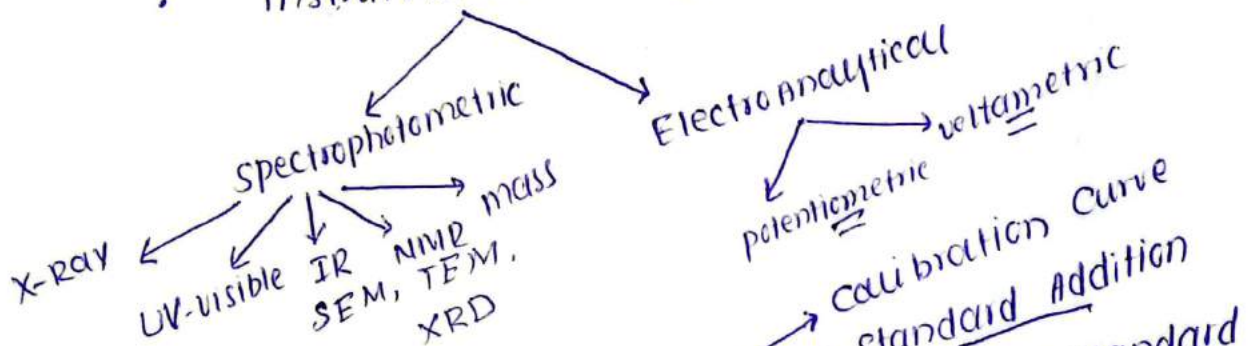 Spectrophotometric
ElectroAnalytical
X-Ray
UV-visible
IR
NMR
mass
SEM, TEM,
XRD
potentiometric
voltametric
calibration curve
standard Addition